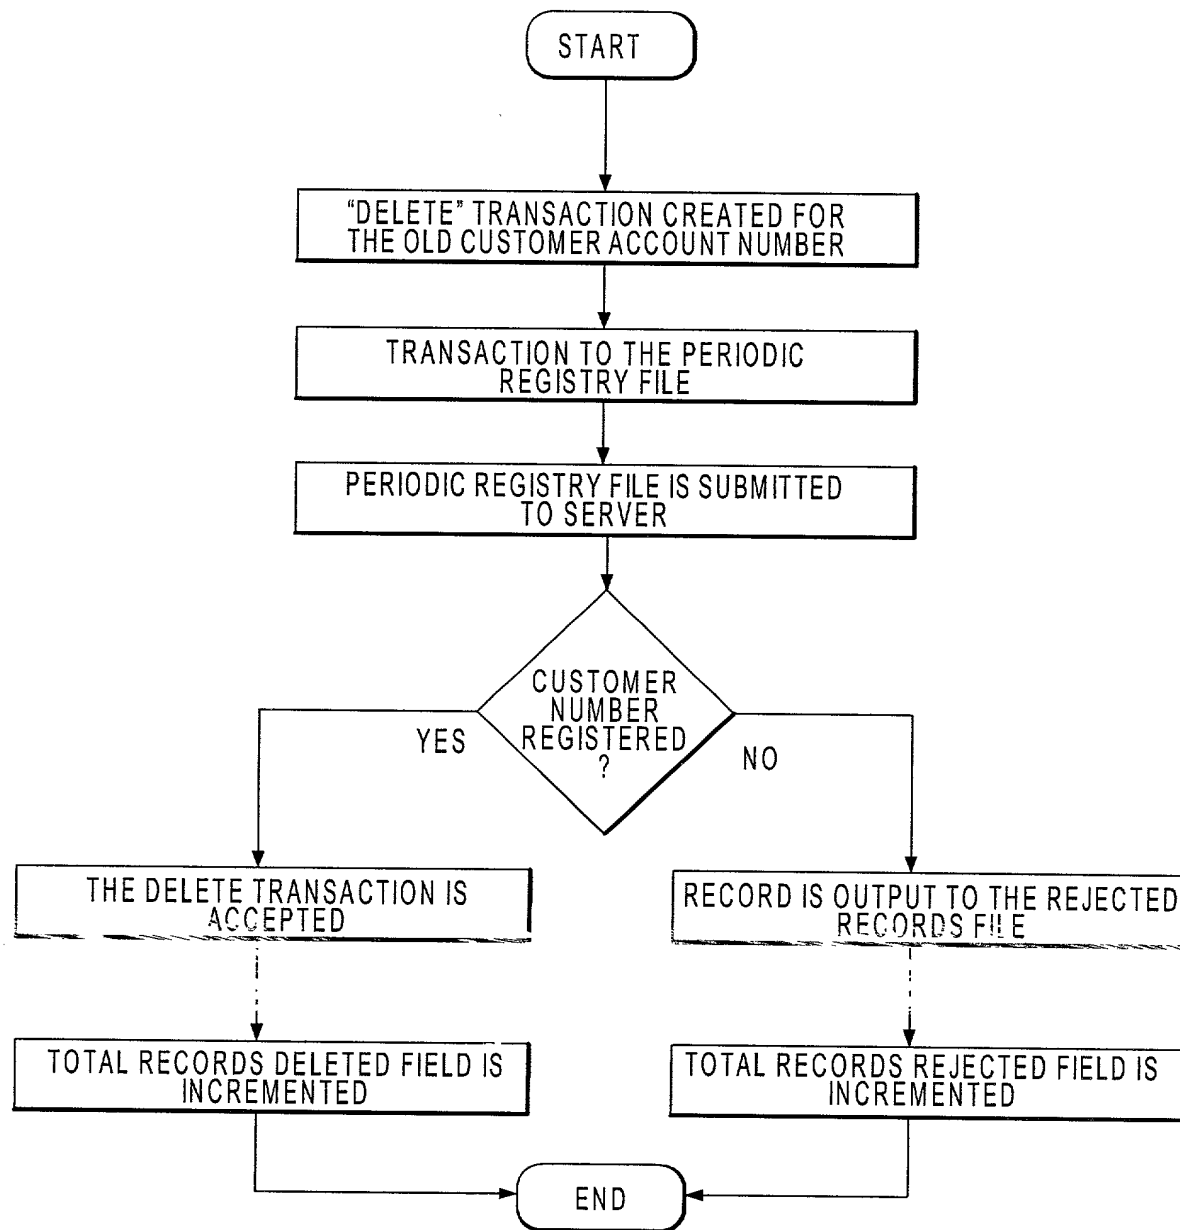 START
“DELETE” TRANSACTION CREATED FOR
THE OLD CUSTOMER ACCOUNT NUMBER
TRANSACTION TO THE PERIODIC
REGISTRY FILE
PERIODIC REGISTRY FILE IS SUBMITTED
TO SERVER
CUSTOMER
NUMBER
REGISTERED
?
YES
NO
THE DELETE TRANSACTION IS
ACCEPTED
RECORD IS OUTPUT TO THE REJECTED
RECORDS FILE
TOTAL RECORDS DELETED FIELD IS
INCREMENTED
TOTAL RECORDS REJECTED FIELD IS
INCREMENTED
END